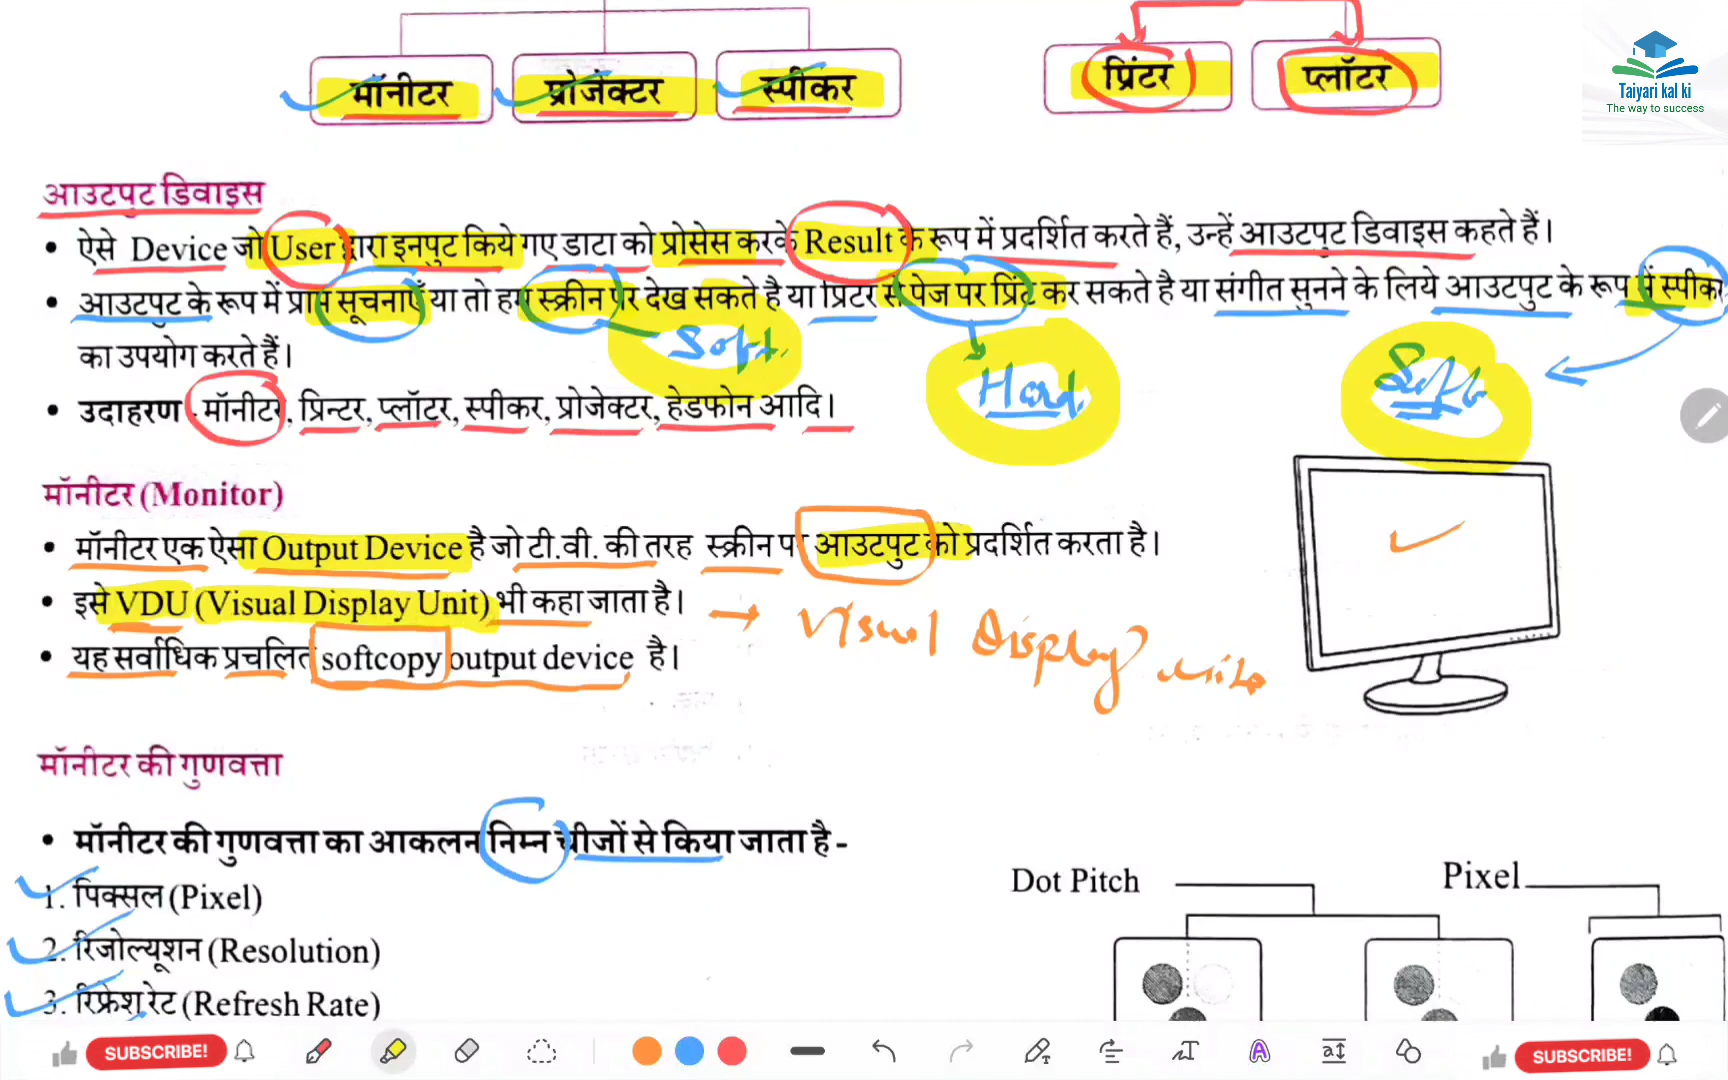 मॉनीटर प्रोजेक्टर स्पीकर प्रिंटर प्लॉटर
Taiyari kal ki
The way to success
आउटपुट डिवाइस
• ऐसे Device जो User द्वारा इनपुट किये गए डाटा को प्रोसेस करके Result के रूप में प्रदर्शित करते हैं, उन्हें आउटपुट डिवाइस कहते हैं।
• आउटपुट के रूप में प्राप्त सूचनाएँ या तो हम स्क्रीन पर देख सकते है या प्रिंटर से पेज पर प्रिंट कर सकते है या संगीत सुनने के लिये आउटपुट के रूप में स्पीकर
का उपयोग करते हैं।
Soft.
Hard.
Soft
• उदाहरण - मॉनीटर, प्रिन्टर, प्लॉटर, स्पीकर, प्रोजेक्टर, हेडफोन आदि।
मॉनीटर (Monitor)
• मॉनीटर एक ऐसा Output Device है जो टी.वी. की तरह स्क्रीन पर आउटपुट को प्रदर्शित करता है।
• इसे VDU (Visual Display Unit) भी कहा जाता है।
→ Visual Display unit
• यह सर्वाधिक प्रचलित softcopy output device है।
मॉनीटर की गुणवत्ता
• मॉनीटर की गुणवत्ता का आकलन निम्न चीजों से किया जाता है -
1. पिक्सल (Pixel)
2. रिजोल्यूशन (Resolution)
3. रिफ्रेश रेट (Refresh Rate)
Dot Pitch
Pixel
SUBSCRIBE!
SUBSCRIBE!